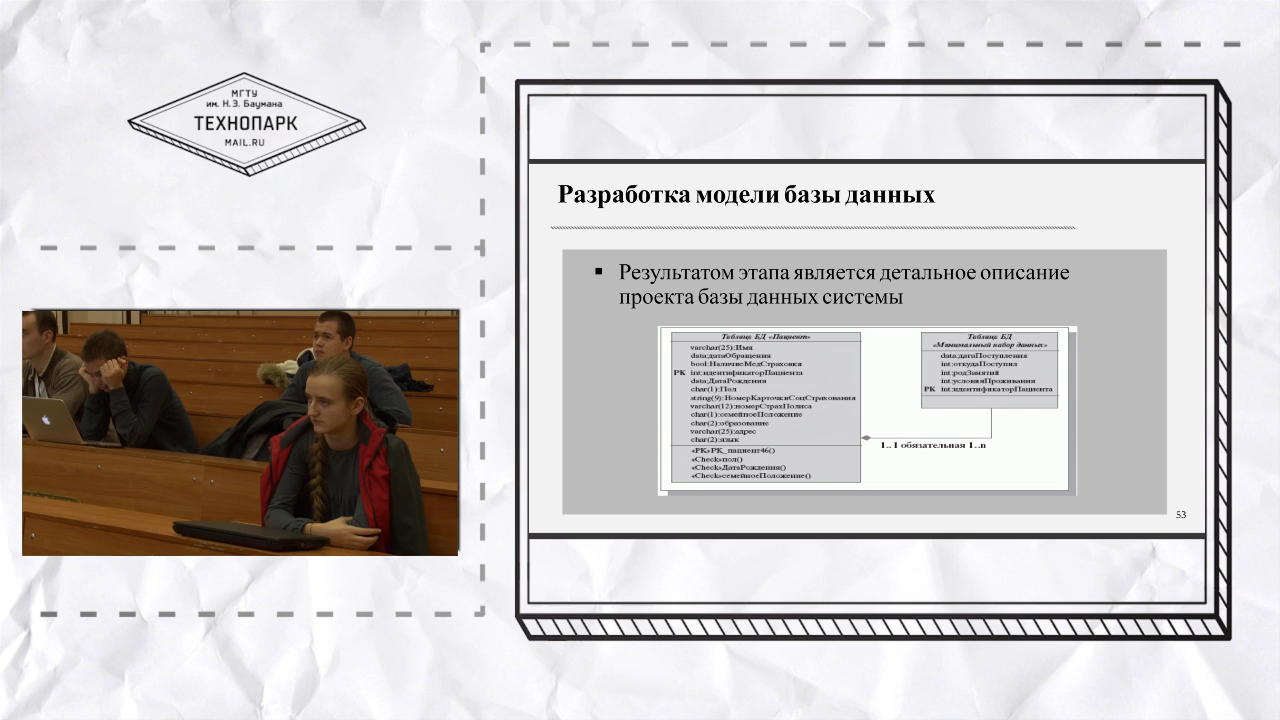 МГТУ
им. Н.Э. Баумана
ТЕХНОПАРК
MAIL.RU
Разработка модели базы данных
Результатом этапа является детальное описание
проекта базы данных системы
Таблица БД «Пациент»
varchar(25):Имя
data:датаОбращения
bool:НаличиеМедСтраховки
PK int:идентификаторПациента
data:ДатаРождения
char(1):Пол
string(9):НомерКарточкиСоцСтрахования
varchar(12):номерСтрахПолиса
char(1):семейноеПоложение
char(2):образование
varchar(25):адрес
char(2):язык
«PK»PK_пациент46()
«Check»пол()
«Check»ДатаРождения()
«Check»семейноеПоложение()
Таблица БД
«Минимальный набор данных»
data:датаПоступления
int:откудаПоступил
int:родЗанятий
int:условияПроживания
PK int:идентификаторПациента
1..1 обязательная 1..n
53